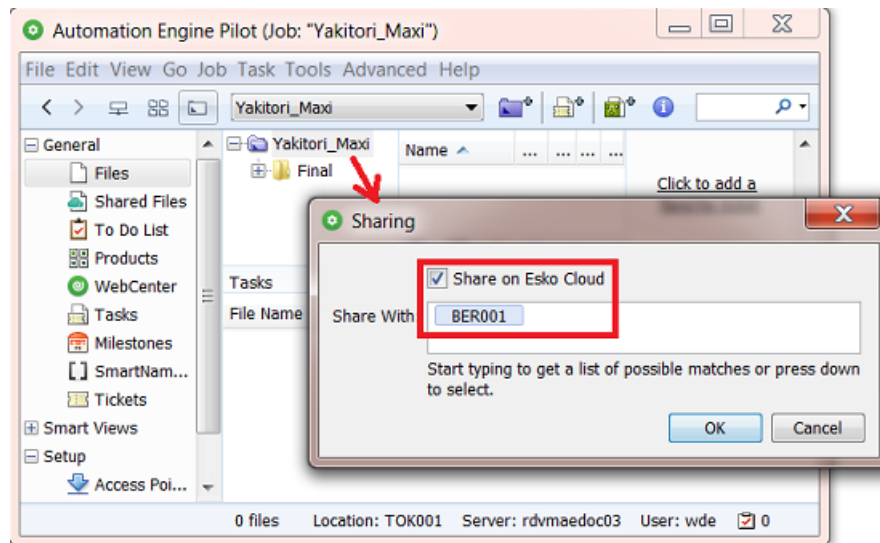 Automation Engine Pilot (Job: "Yakitori_Maxi")
File Edit View Go Job Task Tools Advanced Help
Yakitori_Maxi
General
Files
Shared Files
To Do List
Products
WebCenter
Tasks
Milestones
SmartNam...
Tickets
Smart Views
Setup
Access Poi...
Yakitori_Maxi
Final
Name ... ... ... ...
Click to add a
Tasks
File Name
Sharing
Share on Esko Cloud
Share With BER001
Start typing to get a list of possible matches or press down
to select.
OK Cancel
0 files Location: TOK001 Server: rdvmaedoc03 User: wde 0